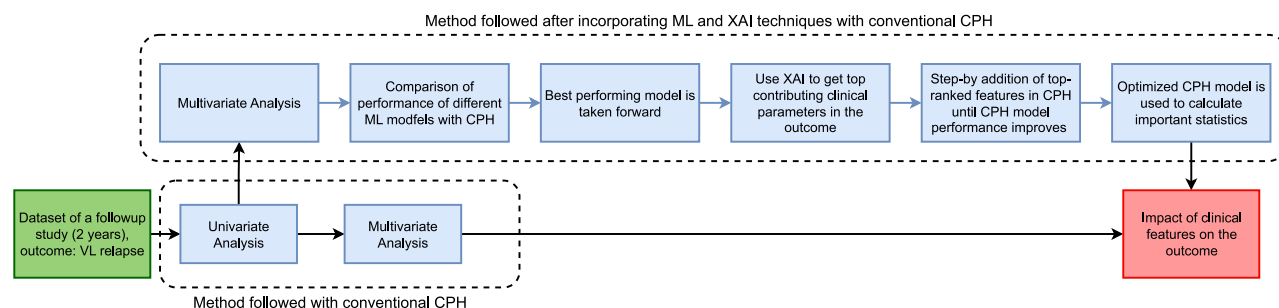 Method followed after incorporating ML and XAI techniques with conventional CPH
Multivariate Analysis
Comparison of
performance of different
ML modfels with CPH
Best performing model is
taken forward
Use XAI to get top
contributing clinical
parameters in the
outcome
Step-by addition of top-
ranked features in CPH
until CPH model
performance improves
Optimized CPH model is
used to calculate
important statistics
Dataset of a followup
study (2 years),
outcome: VL relapse
Univariate
Analysis
Multivariate
Analysis
Impact of clinical
features on the
outcome
Method followed with conventional CPH